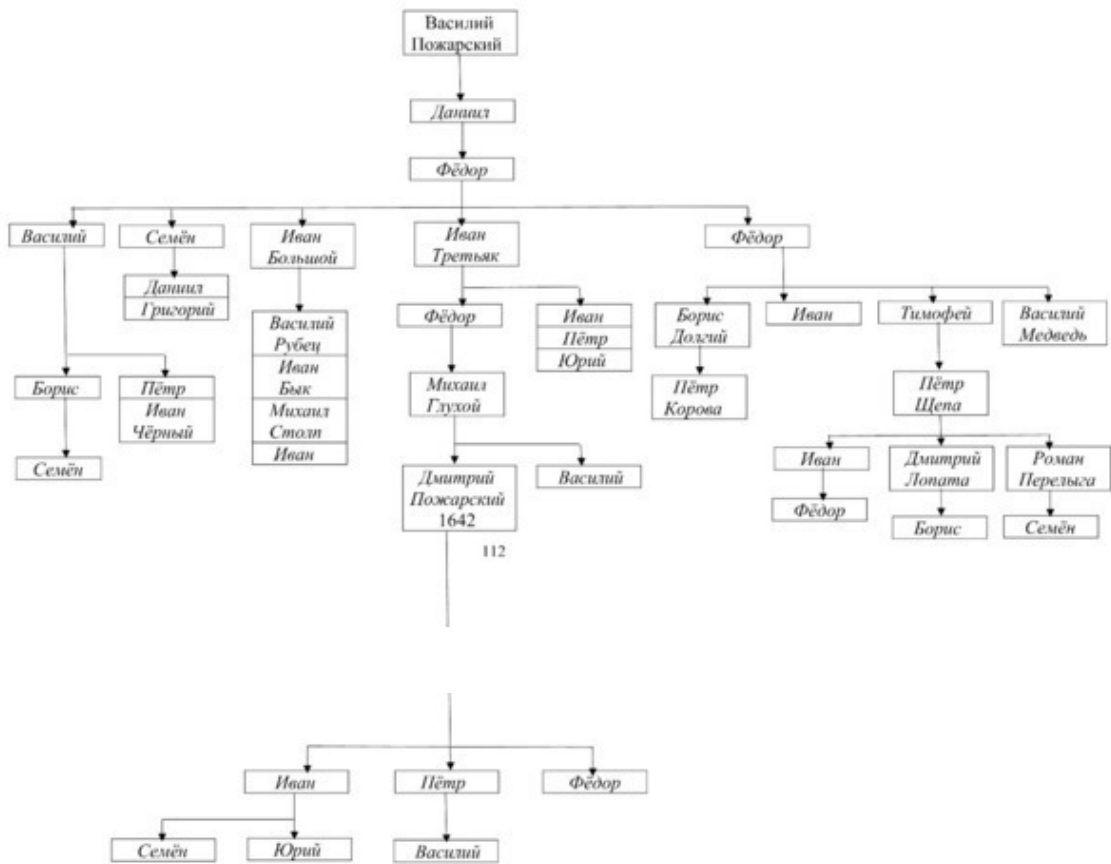 Василий
Пожарский
Даниил
Фёдор
Василий
Семён
Иван
Большой
Иван
Третьяк
Фёдор
Даниил
Григорий
Василий
Рубец
Иван
Бык
Михаил
Столп
Иван
Фёдор
Иван
Пётр
Юрий
Борис
Долгий
Иван
Тимофей
Василий
Медведь
Борис
Пётр
Иван
Чёрный
Михаил
Глухой
Пётр
Корова
Пётр
Щепа
Семён
Дмитрий
Пожарский
1642
Василий
Иван
Дмитрий
Лопата
Роман
Перелыга
Фёдор
Борис
Семён
112
Иван
Пётр
Фёдор
Семён
Юрий
Василий